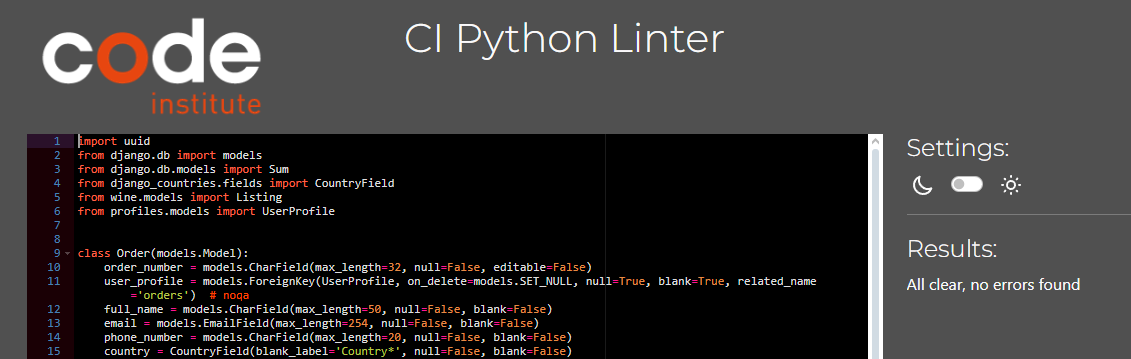 code
institute
CI Python Linter
1 import uuid
2 from django.db import models
3 from django.db.models import Sum
4 from django_countries.fields import CountryField
5 from wine.models import Listing
6 from profiles.models import UserProfile
7
8
9 class Order(models.Model):
10 order_number = models.CharField(max_length=32, null=False, editable=False)
11 user_profile = models.ForeignKey(UserProfile, on_delete=models.SET_NULL, null=True, blank=True, related_name
='orders')  # noqa
12 full_name = models.CharField(max_length=50, null=False, blank=False)
13 email = models.EmailField(max_length=254, null=False, blank=False)
14 phone_number = models.CharField(max_length=20, null=False, blank=False)
15 country = CountryField(blank_label='Country*', null=False, blank=False)
Settings:
Results:
All clear, no errors found